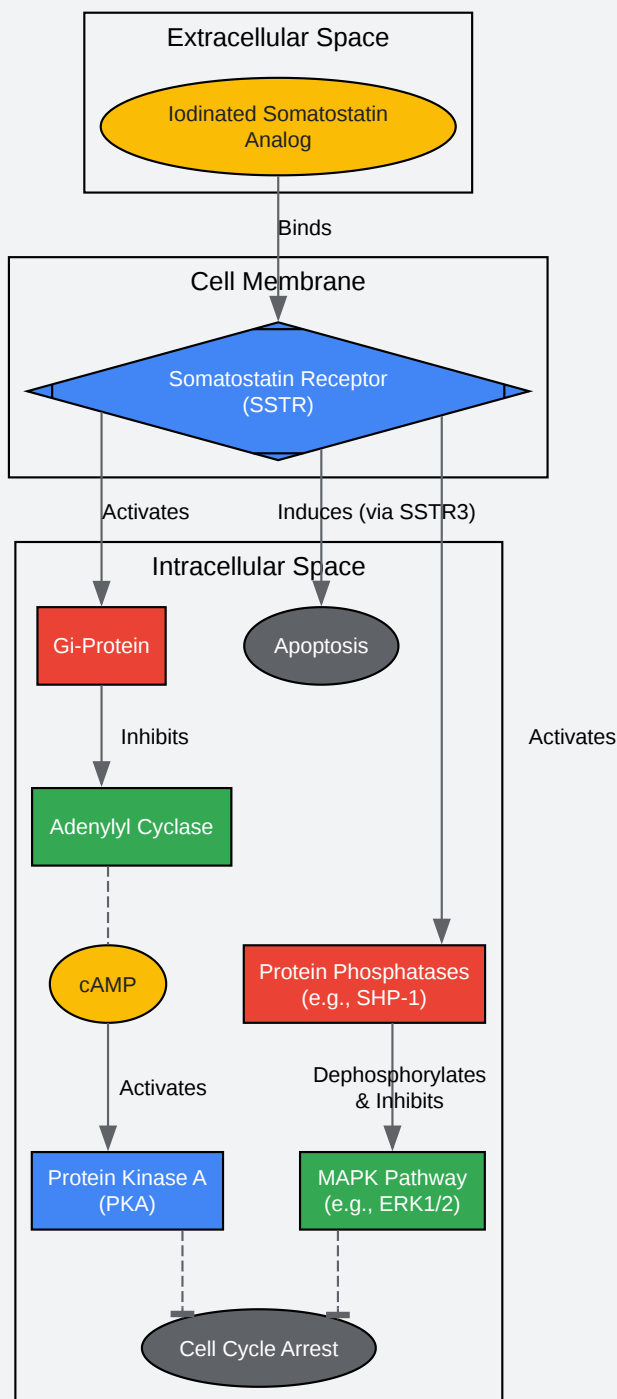 Extracellular Space
Iodinated Somatostatin
Analog
Binds
Cell Membrane
Somatostatin Receptor
(SSTR)
Activates
Induces (via SSTR3)
Intracellular Space
Gi-Protein
Apoptosis
Inhibits
Activates
Adenylyl Cyclase
cAMP
Protein Phosphatases
(e.g., SHP-1)
Activates
Dephosphorylates
& Inhibits
Protein Kinase A
(PKA)
MAPK Pathway
(e.g., ERK1/2)
Cell Cycle Arrest